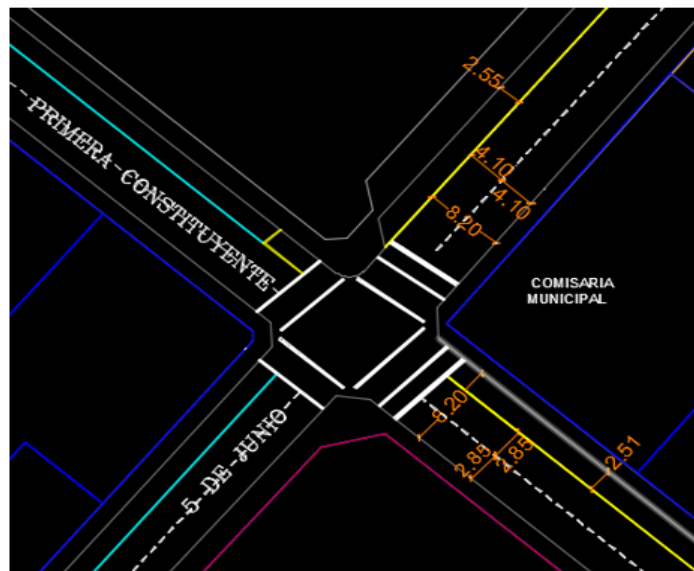 2.55
4.10
4.10
8.20
PRIMERA CONSTITUYENTE
COMISARIA
MUNICIPAL
8.20
5 DE JUNIO
2.85
2.85
2.51